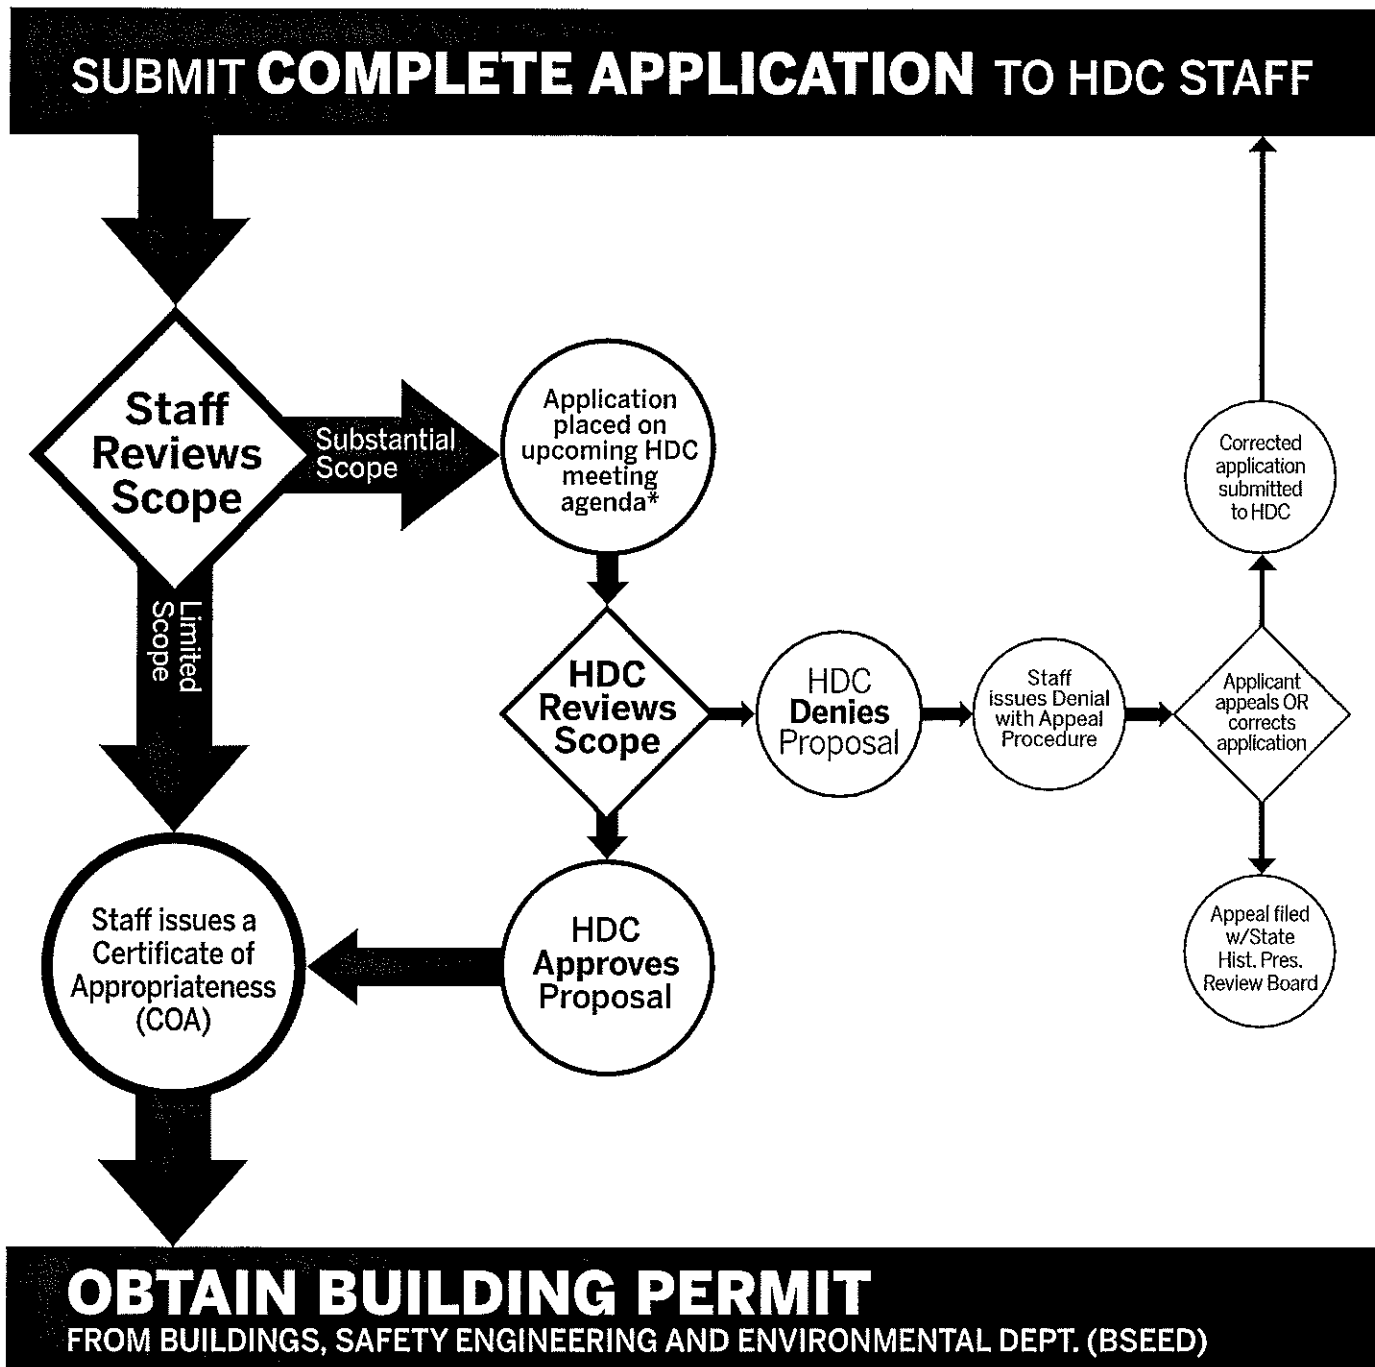 SUBMIT COMPLETE APPLICATION TO HDC STAFF
Staff
Reviews
Scope
Substantial
Scope
Application
placed on
upcoming HDC
meeting
agenda*
Corrected
application
submitted
to HDC
Limited
Scope
HDC
Reviews
Scope
HDC
Denies
Proposal
Staff
issues Denial
with Appeal
Procedure
Applicant
appeals OR
corrects
application
Staff issues a
Certificate of
Appropriateness
(COA)
HDC
Approves
Proposal
Appeal filed
w/State
Hist. Pres.
Review Board
OBTAIN BUILDING PERMIT
FROM BUILDINGS, SAFETY ENGINEERING AND ENVIRONMENTAL DEPT. (BSEED)